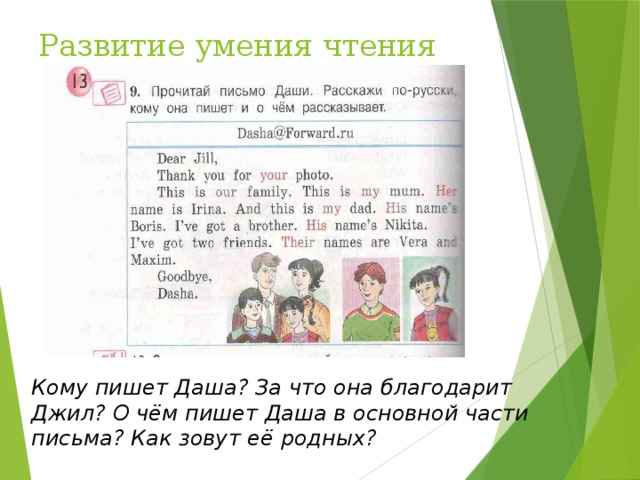 Развитие умения чтения
13
9. Прочитай письмо Даши. Расскажи по-русски,
кому она пишет и о чём рассказывает.
Dasha@Forward.ru
Dear Jill,
Thank you for your photo.
This is our family. This is my mum. Her
name is Irina. And this is my dad. His name's
Boris. I've got a brother. His name's Nikita.
I've got two friends. Their names are Vera and
Maxim.
Goodbye,
Dasha.
Кому пишет Даша? За что она благодарит
Джил? О чём пишет Даша в основной части
письма? Как зовут её родных?